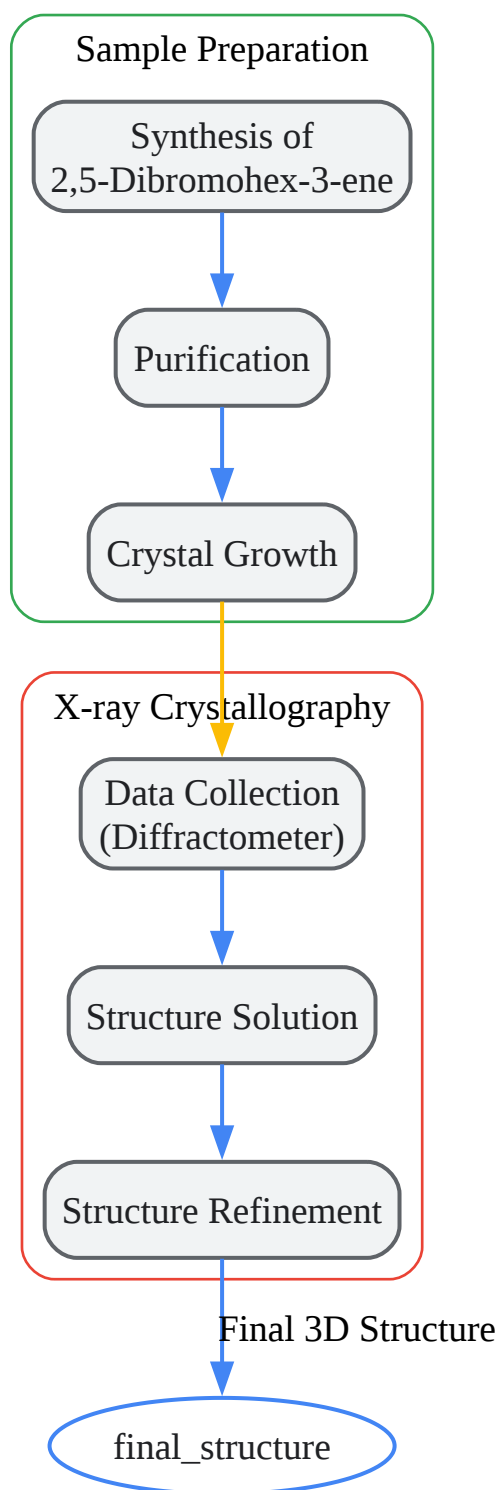 Sample Preparation
Synthesis of
2,5-Dibromohex-3-ene
Purification
Crystal Growth
X-ray Crystallography
Data Collection
(Diffractometer)
Structure Solution
Structure Refinement
Final 3D Structure
final_structure